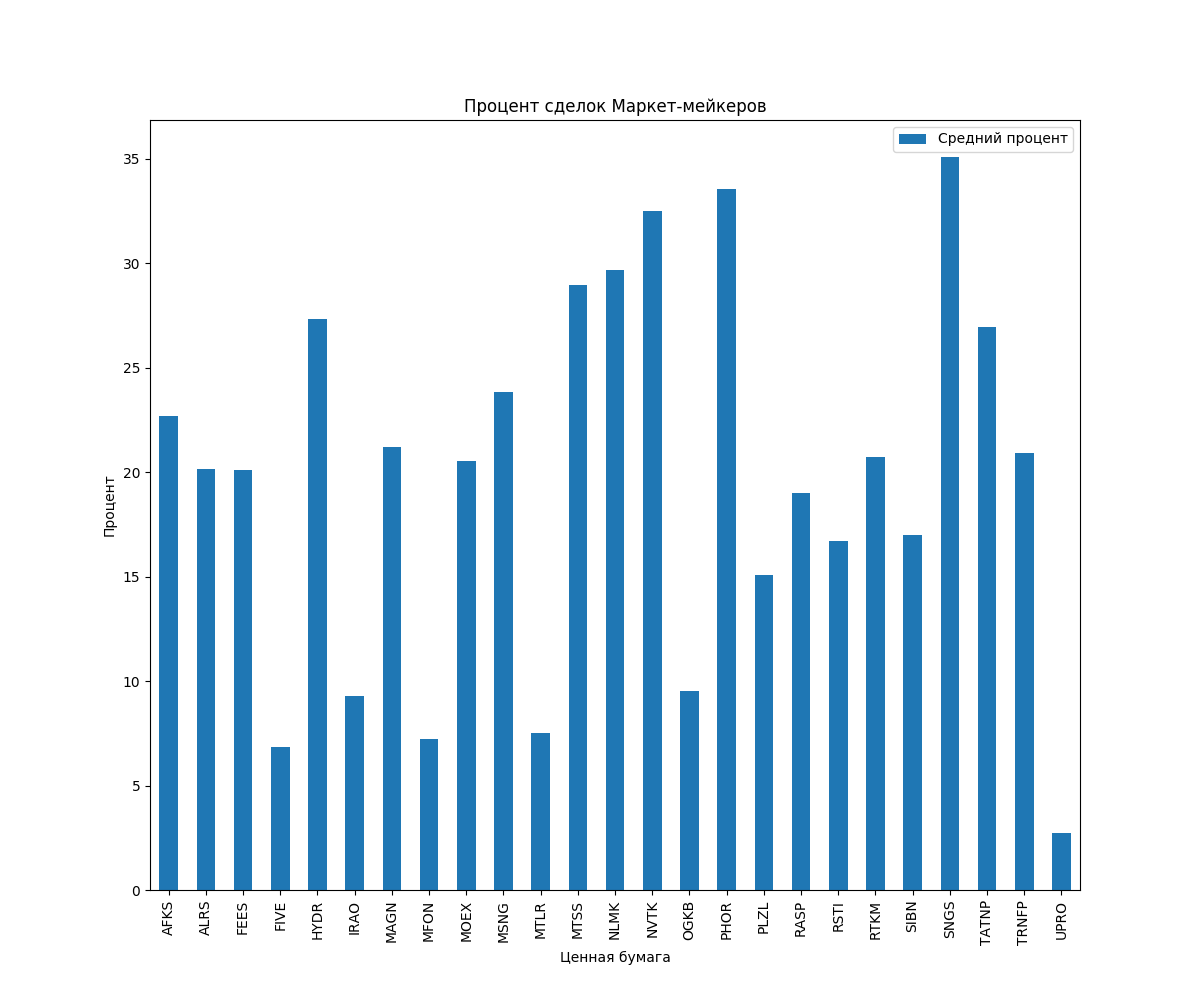 Процент сделок Маркет-мейкеров
Средний процент
35
30
25
20
15
10
5
0
Процент
AFKS
ALRS
FEES
FIVE
HYDR
IRAO
MAGN
MFON
MOEX
MSNG
MTLR
MTSS
NLMK
NVTK
OGKB
PHOR
PLZL
RASP
RSTI
RTKM
SIBN
SNGS
TATNP
TRNFP
UPRO
Ценная бумага